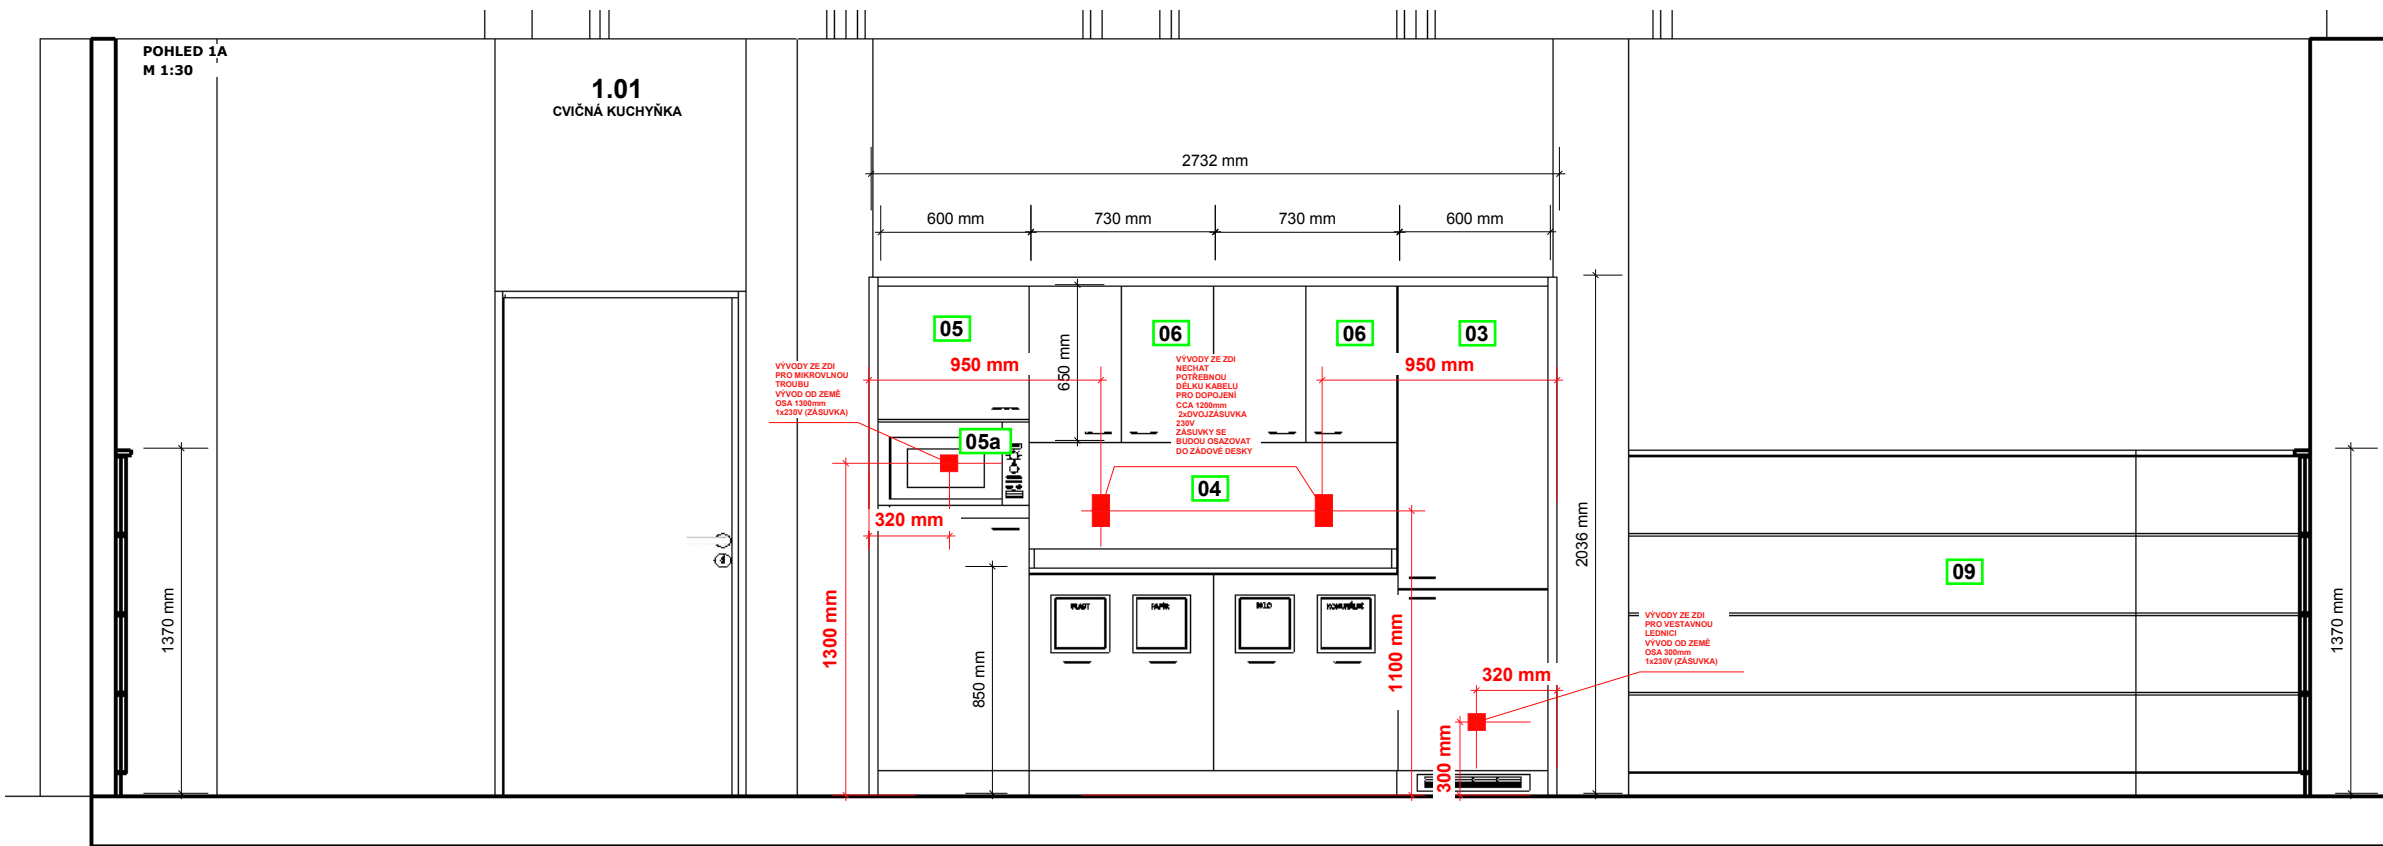 POHLED 1A
M 1:30
1.01
CVIČNÁ KUCHYŇKA
2732 mm
600 mm
730 mm
730 mm
600 mm
05
06
06
03
950 mm
950 mm
650 mm
VÝVODY ZE ZDI
PRO MIKROVLNOU
TROUBU
VÝVOD OD ZEMĚ
OSA 1300mm
1x230V (ZÁSUVKA)
VÝVODY ZE ZDI
NECHAT
POTŘEBNOU
DÉLKU KABELU
PRO DOPOJENÍ
CCA 1200mm
2xDVOJZÁSUVKA
230V
ZÁSUVKY SE
BUDOU OSAZOVAT
DO ZÁDOVÉ DESKY
05a
04
320 mm
2036 mm
09
1370 mm
1300 mm
850 mm
PLAST
PAPÍR
SKLO
KOMUNÁLNÍ
1100 mm
VÝVODY ZE ZDI
PRO VESTAVNOU
LEDNICI
VÝVOD OD ZEMĚ
OSA 300mm
1x230V (ZÁSUVKA)
320 mm
300 mm
1370 mm